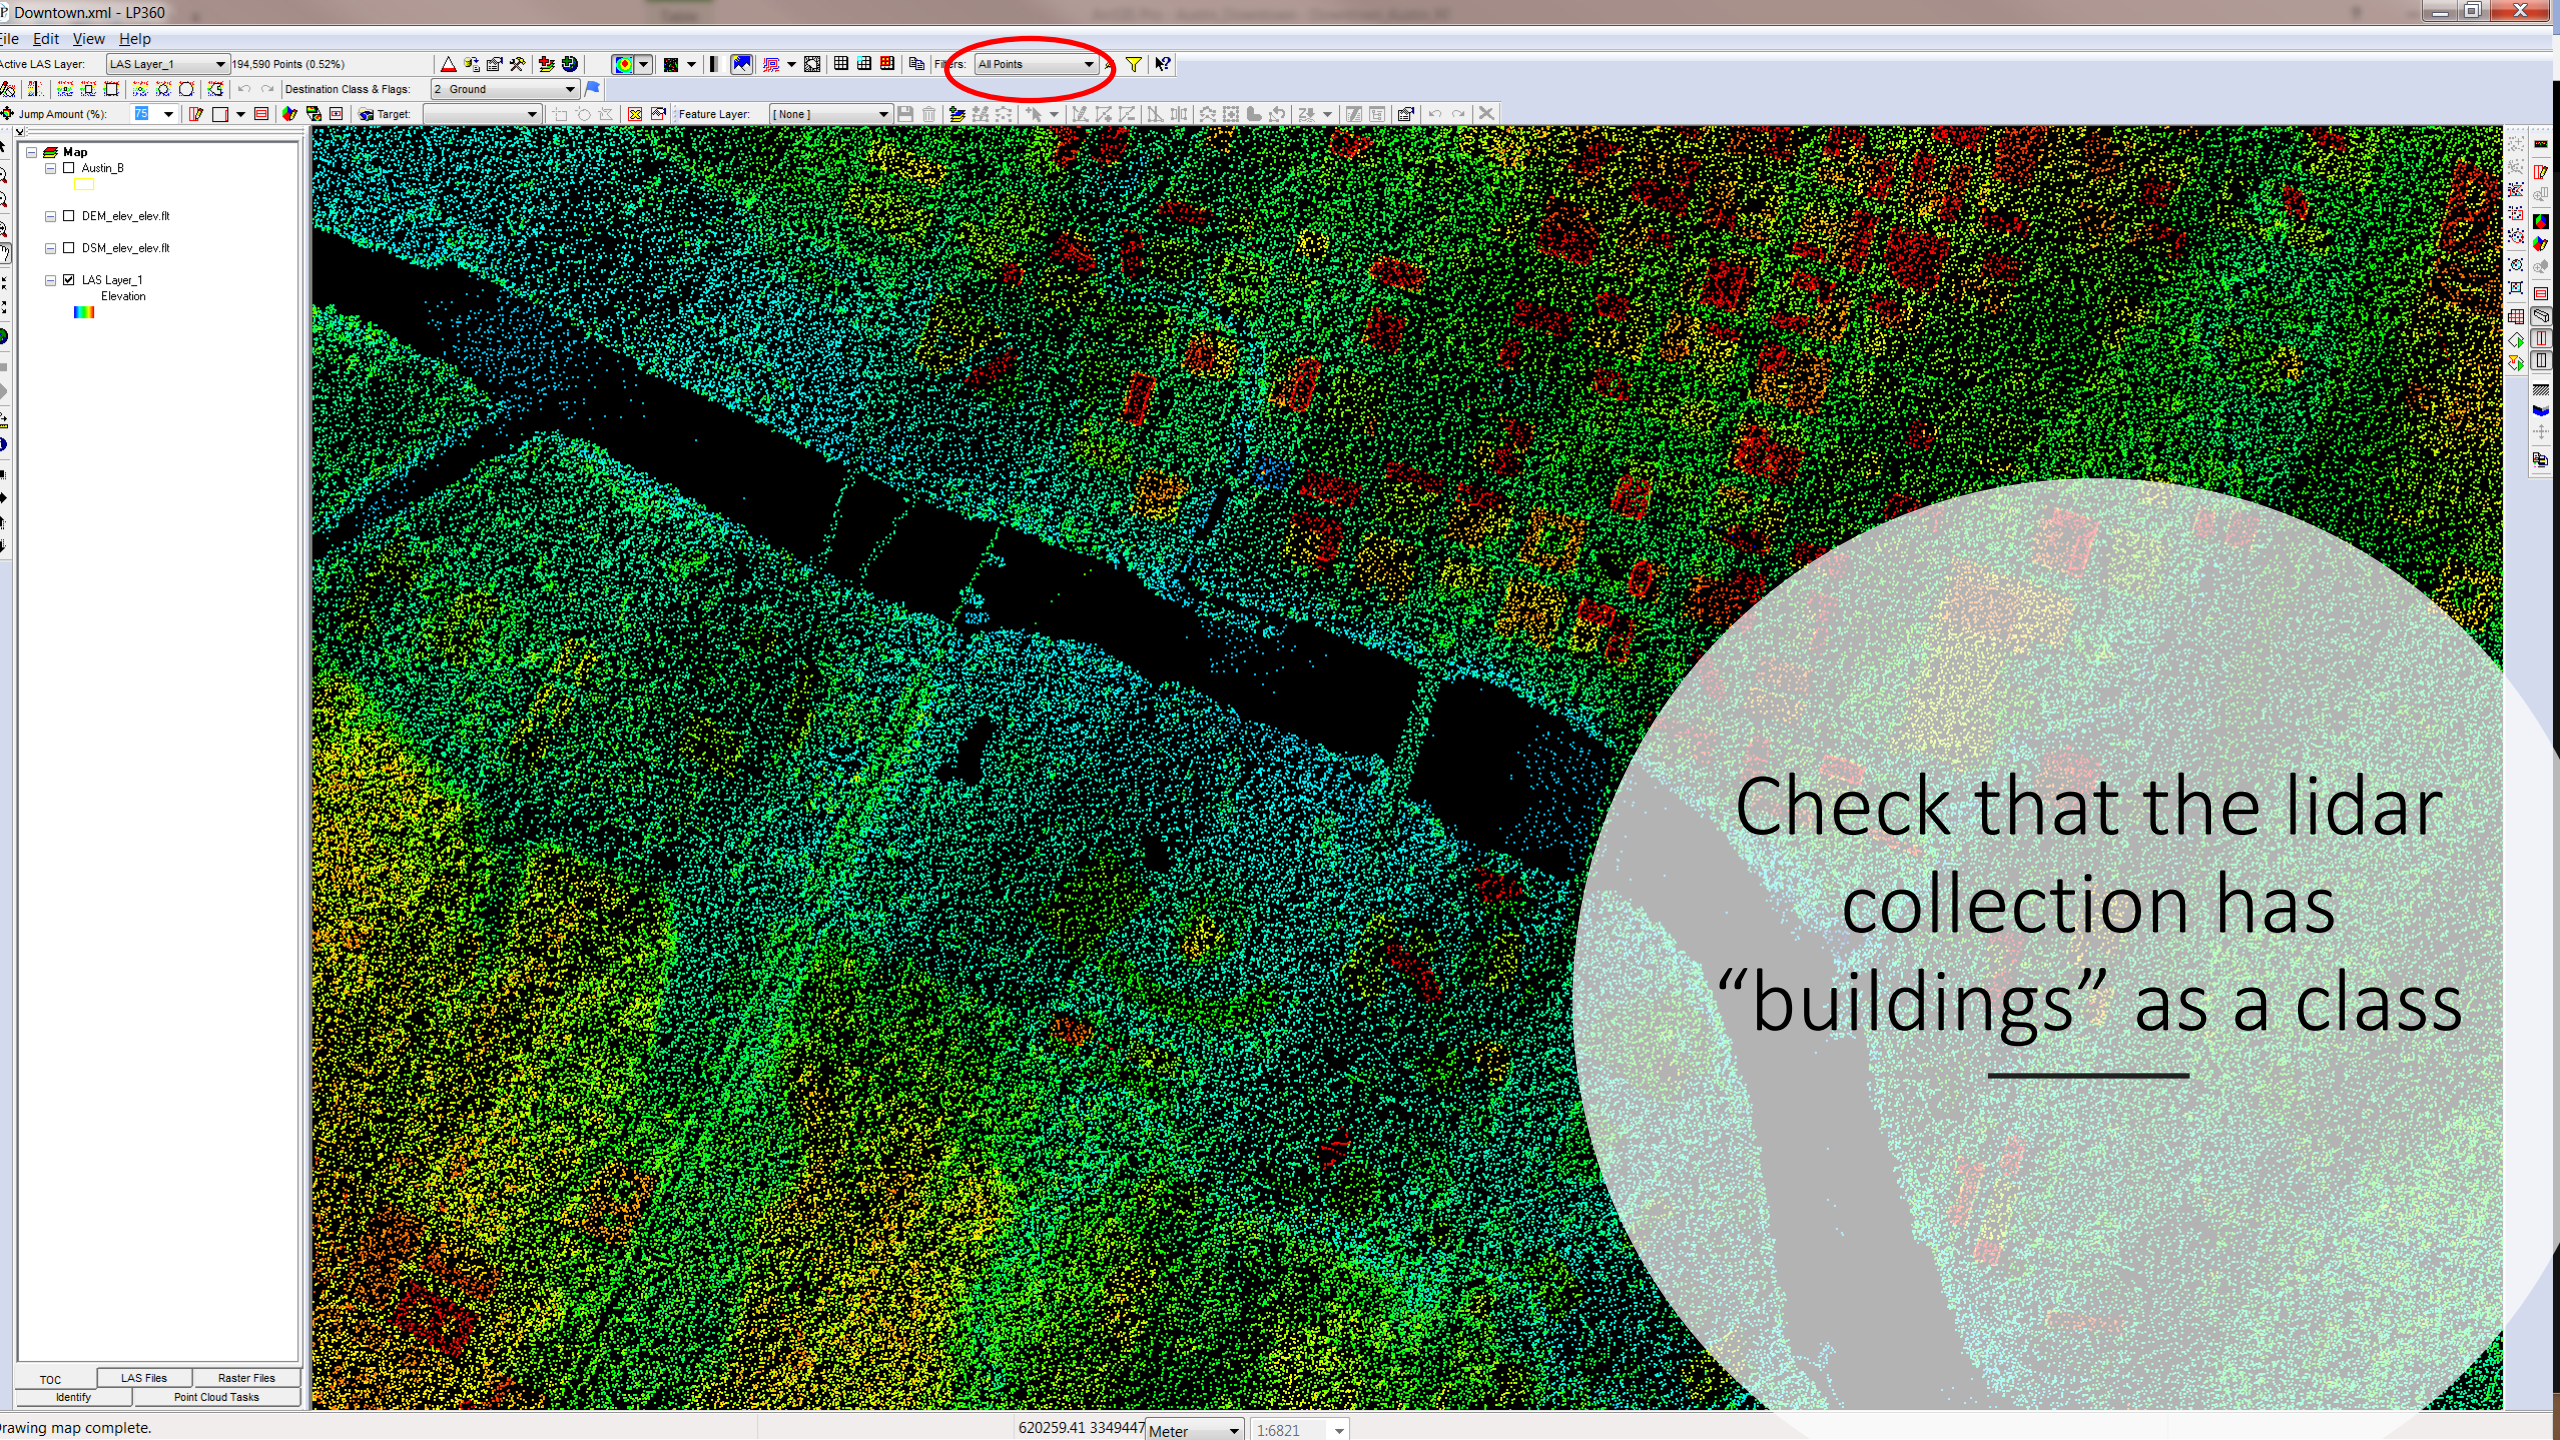 Downtown.xml - LP360
File Edit View Help
Active LAS Layer: LAS Layer_1 194,590 Points (0.52%) Filters: All Points
Destination Class & Flags: 2 Ground
Jump Amount (%): 75 Target: Feature Layer: [ None ]
Map
Austin_B
DEM_elev_elev.flt
DSM_elev_elev.flt
LAS Layer_1
Elevation
Check that the lidar
collection has
“buildings” as a class
TOC LAS Files Raster Files
Identify Point Cloud Tasks
Drawing map complete. 620259.41 3349447 Meter 1:6821